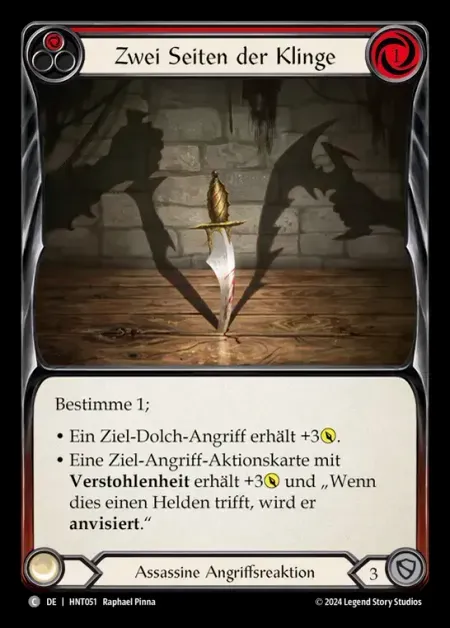 Zwei Seiten der Klinge
1
Bestimme 1;
• Ein Ziel-Dolch-Angriff erhält +3.
• Eine Ziel-Angriff-Aktionskarte mit
Verstohlenheit erhält +3 und „Wenn
dies einen Helden trifft, wird er
anvisiert.“
Assassine Angriffsreaktion
3
C DE | HNT051 Raphael Pinna
© 2024 Legend Story Studios